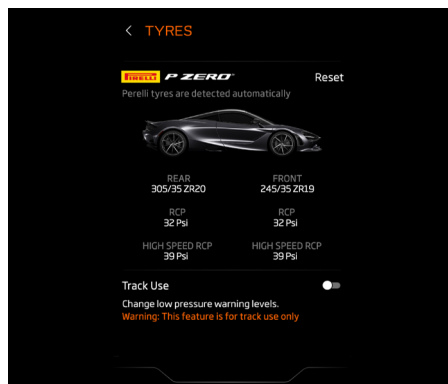 TYRES
PIRELLI P ZERO™ Reset
Perelli tyres are detected automatically
REAR FRONT
305/35 ZR20 245/35 ZR19
RCP RCP
32 Psi 32 Psi
HIGH SPEED RCP HIGH SPEED RCP
39 Psi 39 Psi
Track Use
Change low pressure warning levels.
Warning: This feature is for track use only